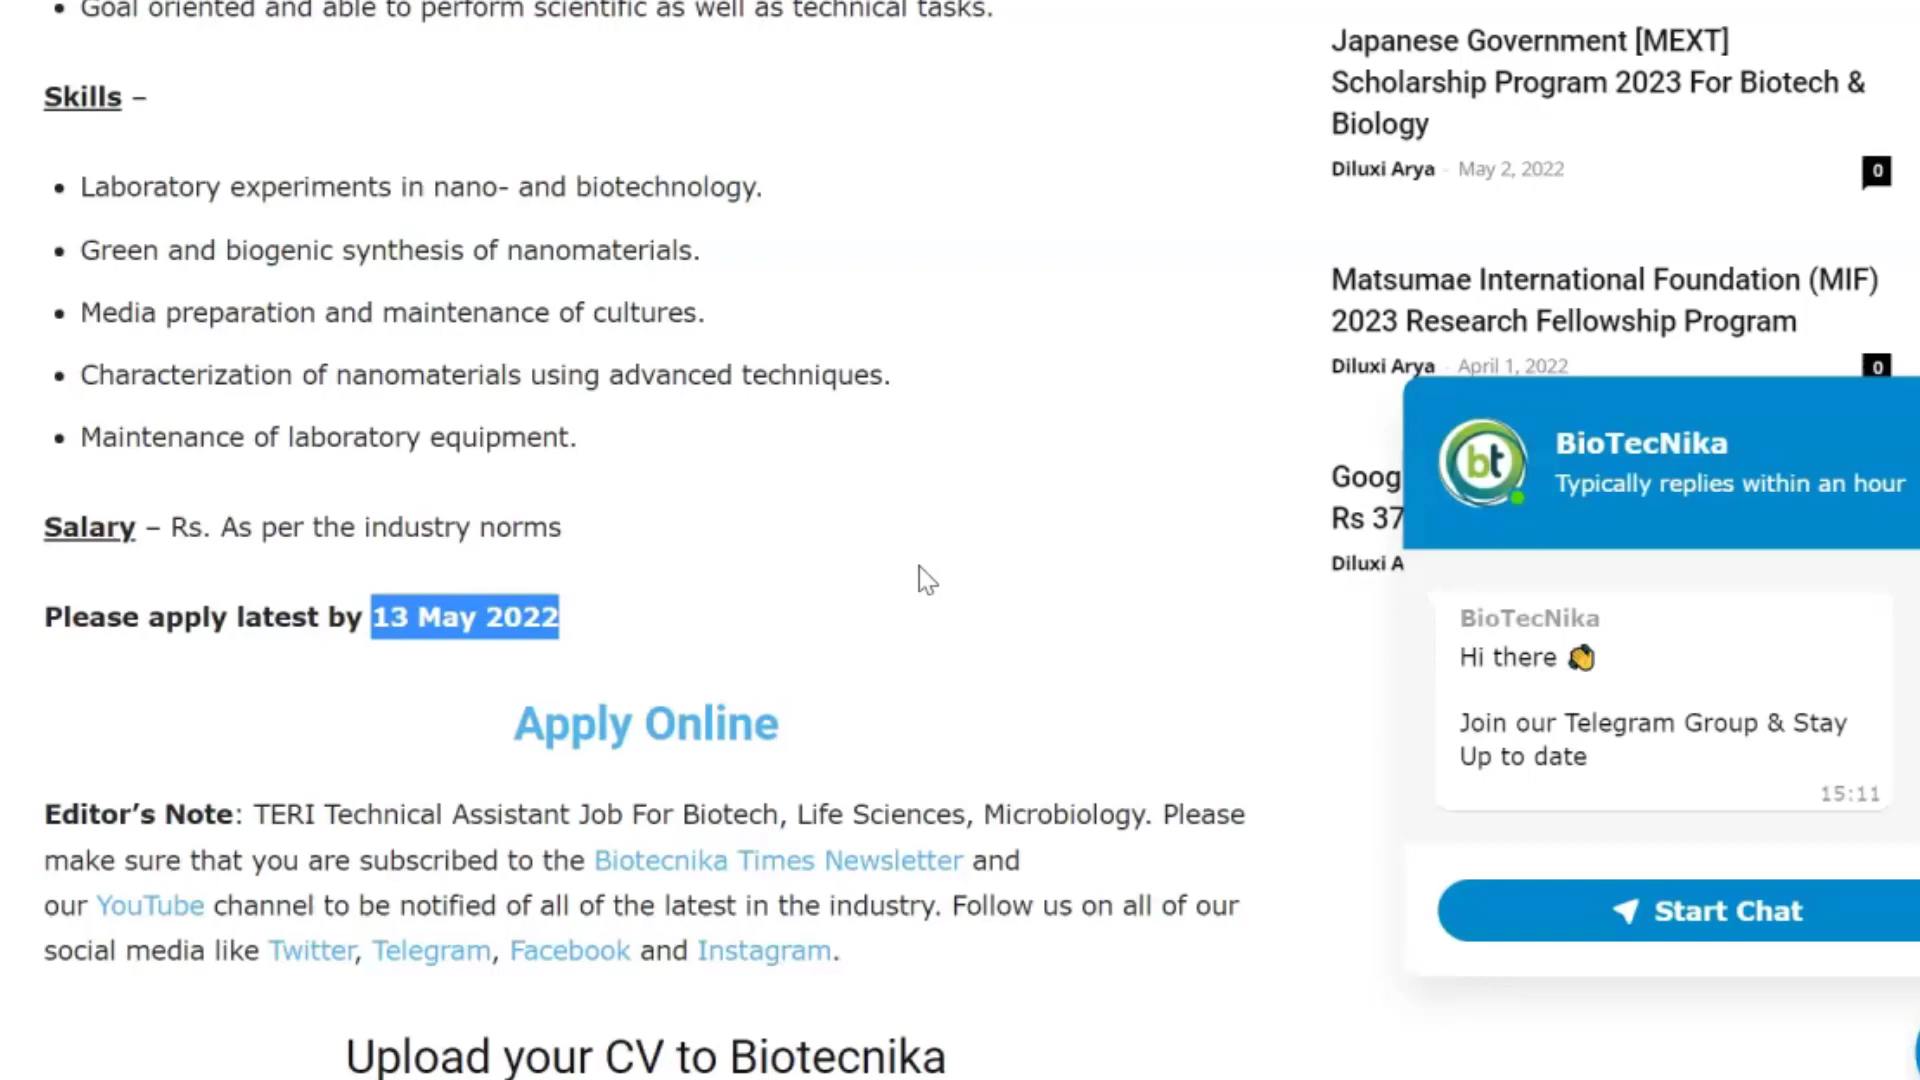 • Goal oriented and able to perform scientific as well as technical tasks.
Skills –
• Laboratory experiments in nano- and biotechnology.
• Green and biogenic synthesis of nanomaterials.
• Media preparation and maintenance of cultures.
• Characterization of nanomaterials using advanced techniques.
• Maintenance of laboratory equipment.
Salary – Rs. As per the industry norms
Please apply latest by 13 May 2022
Apply Online
Editor’s Note: TERI Technical Assistant Job For Biotech, Life Sciences, Microbiology. Please
make sure that you are subscribed to the Biotecnika Times Newsletter and
our YouTube channel to be notified of all of the latest in the industry. Follow us on all of our
social media like Twitter, Telegram, Facebook and Instagram.
Upload your CV to Biotecnika
Japanese Government [MEXT]
Scholarship Program 2023 For Biotech &
Biology
Diluxi Arya - May 2, 2022
0
Matsumae International Foundation (MIF)
2023 Research Fellowship Program
Diluxi Arya - April 1, 2022
0
Goog
Rs 37
Diluxi A
bt
BioTecNika
Typically replies within an hour
BioTecNika
Hi there 👏
Join our Telegram Group & Stay
Up to date
15:11
Start Chat